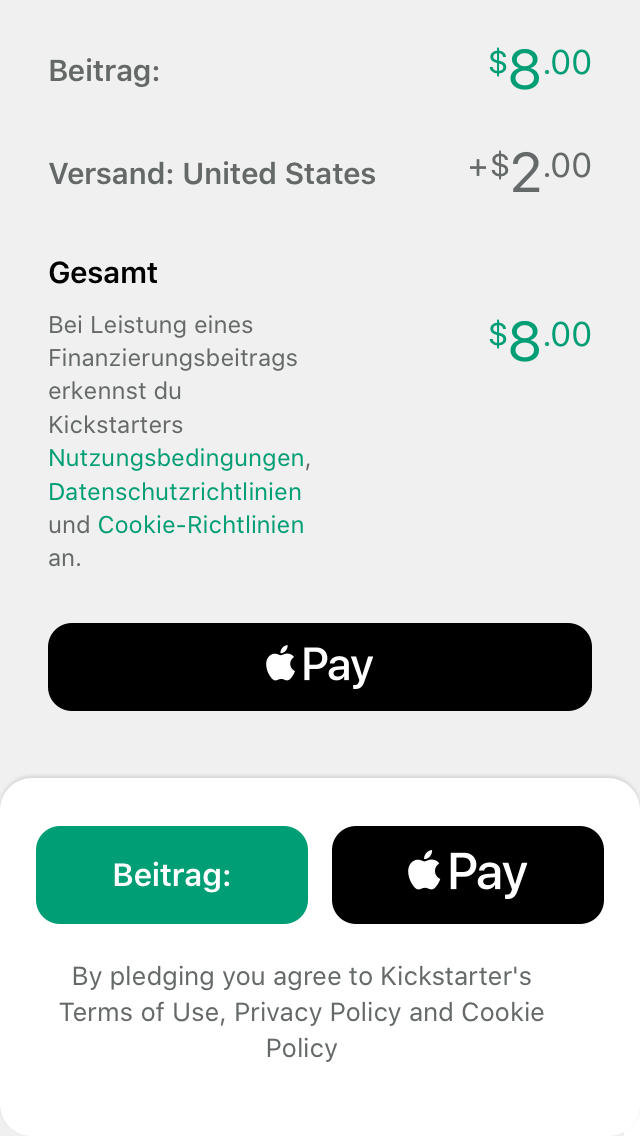 Beitrag: $8.00
Versand: United States +$2.00
Gesamt
Bei Leistung eines
Finanzierungsbeitrags
erkennst du
Kickstarters
Nutzungsbedingungen,
Datenschutzrichtlinien
und Cookie-Richtlinien
an.
$8.00
Pay
Beitrag: Pay
By pledging you agree to Kickstarter's
Terms of Use, Privacy Policy and Cookie
Policy